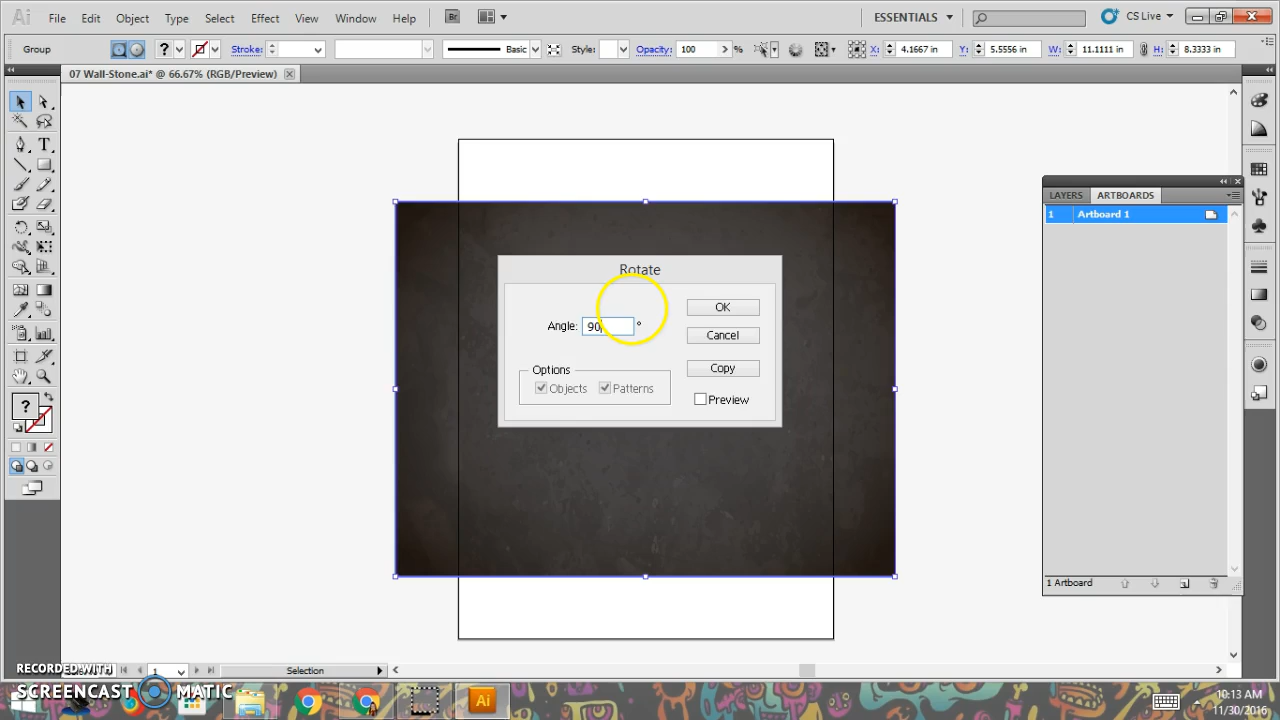 Ai File Edit Object Type Select Effect View Window Help Br ESSENTIALS CS Live
Group ? Stroke: Basic Style: Opacity: 100 % X: 4.1667 in Y: 5.5556 in W: 11.1111 in H: 8.3333 in
07 Wall-Stone.ai* @ 66.67% (RGB/Preview)
LAYERS ARTBOARDS
1 Artboard 1
Rotate
OK
Angle: 90 °
Cancel
Options
Copy
Objects Patterns
Preview
T
?
1 Artboard
1 Selection
RECORDED WITH
SCREENCAST MATIC
Ai
10:13 AM
11/30/2016